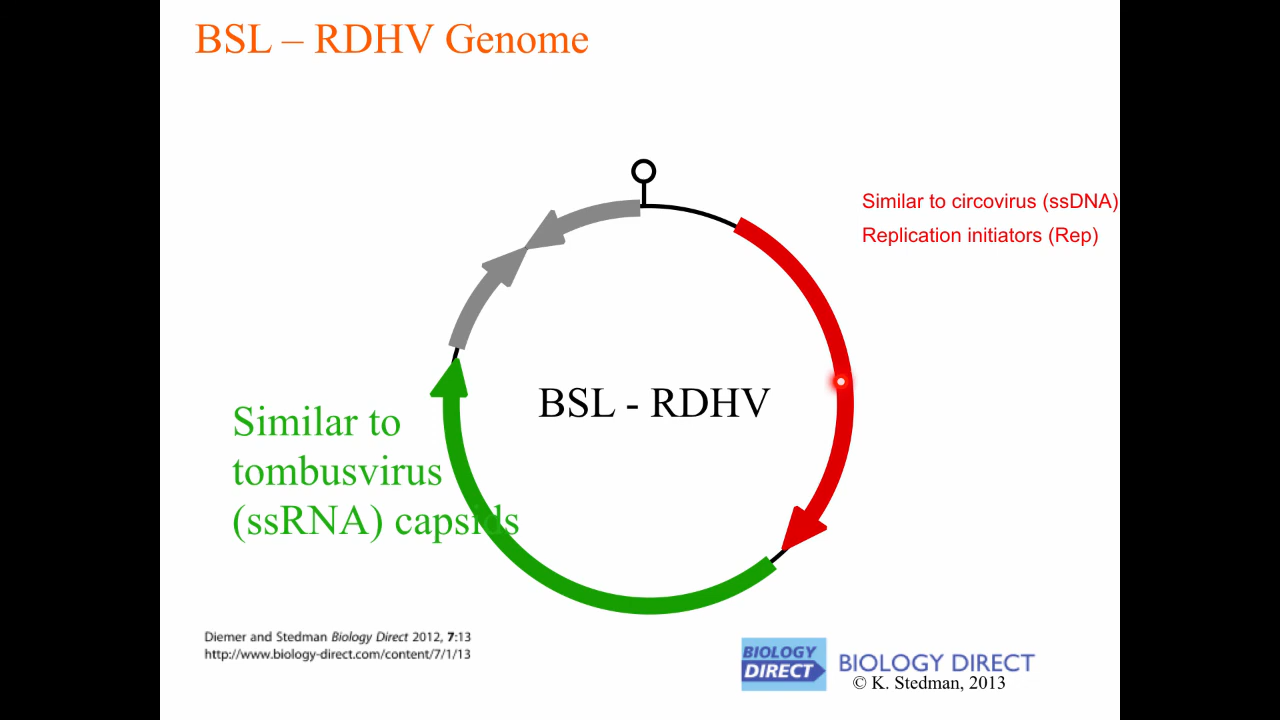 BSL – RDHV Genome
Similar to circovirus (ssDNA)
Replication initiators (Rep)
BSL - RDHV
Similar to
tombusvirus
(ssRNA) capsids
Diemer and Stedman Biology Direct 2012, 7:13
http://www.biology-direct.com/content/7/1/13
BIOLOGY
DIRECT
BIOLOGY DIRECT
© K. Stedman, 2013